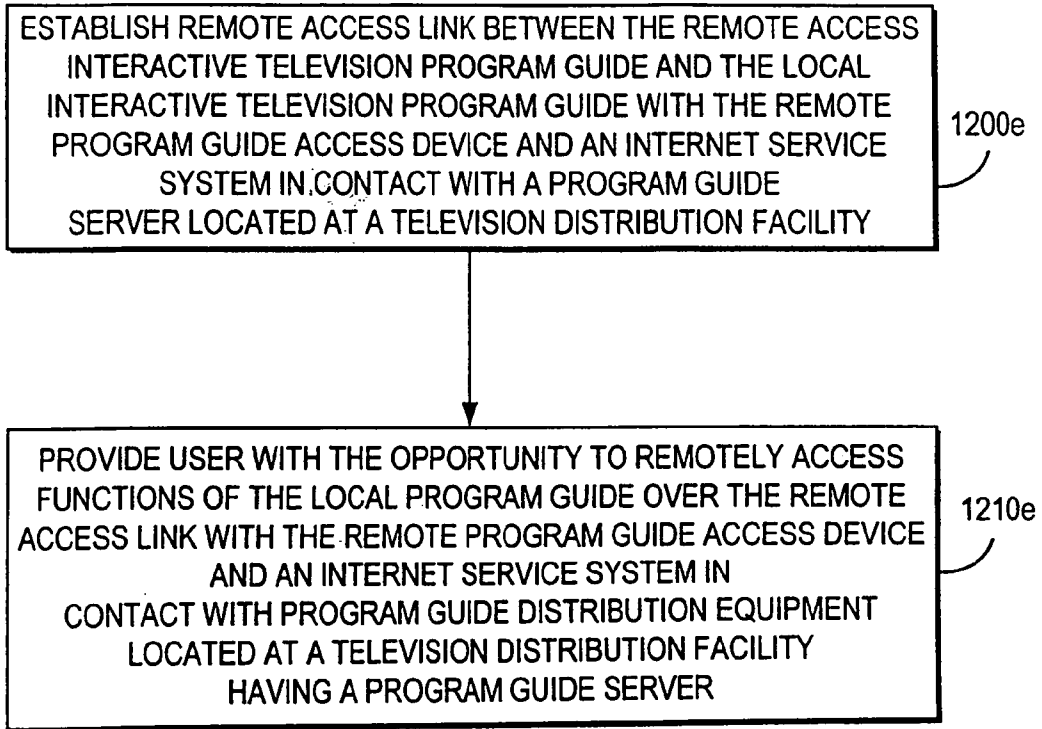 ESTABLISH REMOTE ACCESS LINK BETWEEN THE REMOTE ACCESS
INTERACTIVE TELEVISION PROGRAM GUIDE AND THE LOCAL
INTERACTIVE TELEVISION PROGRAM GUIDE WITH THE REMOTE
PROGRAM GUIDE ACCESS DEVICE AND AN INTERNET SERVICE
SYSTEM IN CONTACT WITH A PROGRAM GUIDE
SERVER LOCATED AT A TELEVISION DISTRIBUTION FACILITY
1200e
PROVIDE USER WITH THE OPPORTUNITY TO REMOTELY ACCESS
FUNCTIONS OF THE LOCAL PROGRAM GUIDE OVER THE REMOTE
ACCESS LINK WITH THE REMOTE PROGRAM GUIDE ACCESS DEVICE
AND AN INTERNET SERVICE SYSTEM IN
CONTACT WITH PROGRAM GUIDE DISTRIBUTION EQUIPMENT
LOCATED AT A TELEVISION DISTRIBUTION FACILITY
HAVING A PROGRAM GUIDE SERVER
1210e